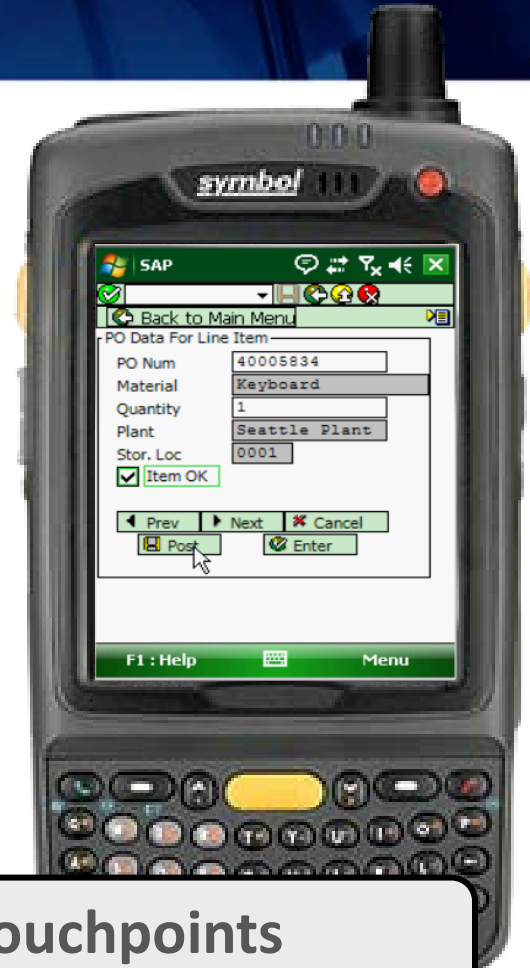 symbol
SAP
Back to Main Menu
PO Data For Line Item
PO Num 40005834
Material Keyboard
Quantity 1
Plant Seattle Plant
Stor. Loc 0001
Item OK
Prev Next Cancel
Post Enter
F1 : Help Menu
ouchpoints